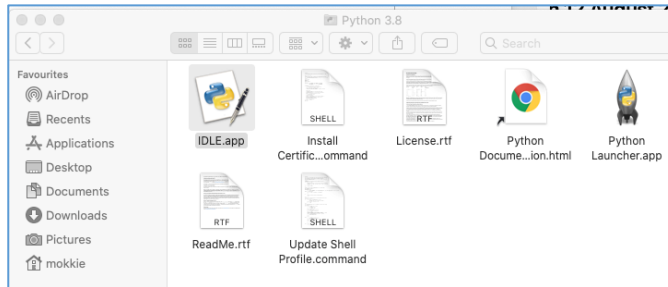 Python 3.8
Search
Favourites
AirDrop
Recents
Applications
Desktop
Documents
Downloads
Pictures
mokkie
SHELL
RTF
IDLE.app
Install
Certific...ommand
License.rtf
Python
Docume...ion.html
Python
Launcher.app
RTF
SHELL
ReadMe.rtf
Update Shell
Profile.command